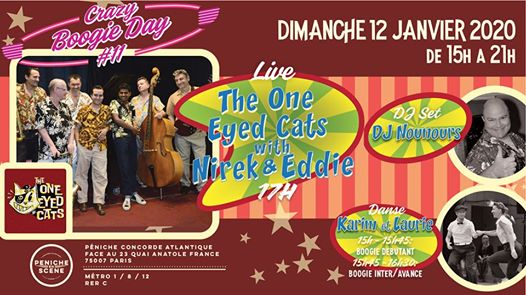 Crazy
Boogie Day
#11
DIMANCHE 12 JANVIER 2020
DE 15H A 21H
Live
The One
Eyed Cats
with
Nirek & Eddie
17H
DJ Set
DJ Nounours
Danse
Karim et Laurie
15h - 15h45:
BOOGIE DEBUTANT
15h45 - 16h30:
BOOGIE INTER/AVANCE
THE
ONE
EYED
CATS
PENICHE
SCÈNE
PÉNICHE CONCORDE ATLANTIQUE
FACE AU 23 QUAI ANATOLE FRANCE
75007 PARIS
MÉTRO 1 / 8 / 12
RER C